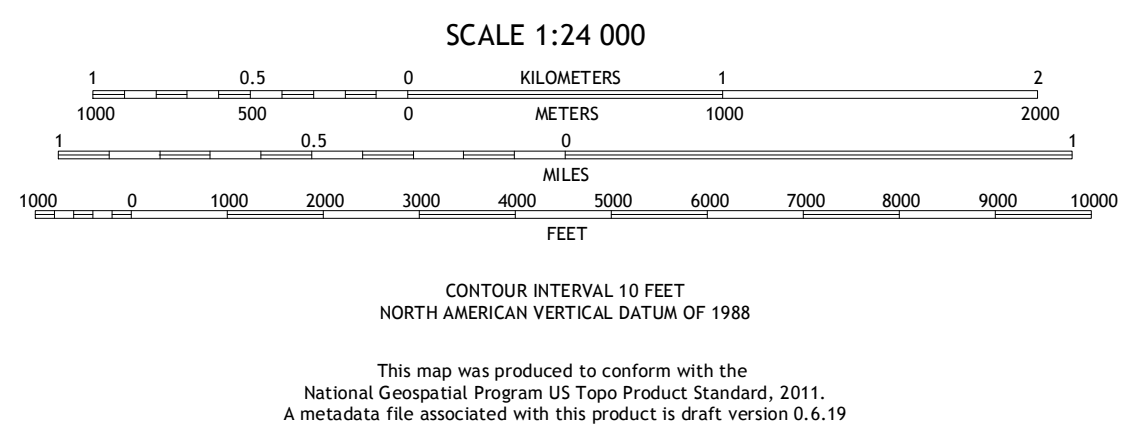 SCALE 1:24 000
1 0.5 0 KILOMETERS 1 2
1000 500 0 METERS 1000 2000
1 0.5 0 1
MILES
1000 0 1000 2000 3000 4000 5000 6000 7000 8000 9000 10000
FEET
CONTOUR INTERVAL 10 FEET
NORTH AMERICAN VERTICAL DATUM OF 1988
This map was produced to conform with the
National Geospatial Program US Topo Product Standard, 2011.
A metadata file associated with this product is draft version 0.6.19